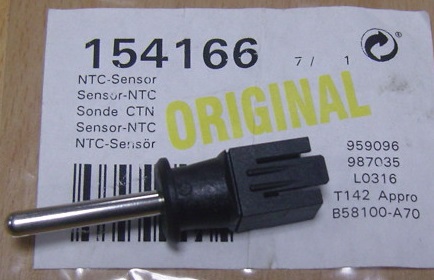 154166 7 / 1
NTC-Sensor
Sensor-NTC
Sonde CTN
Sensor-NTC
NTC-Sensör
ORIGINAL
959096
987035
L0316
T142 Appro
B58100-A70